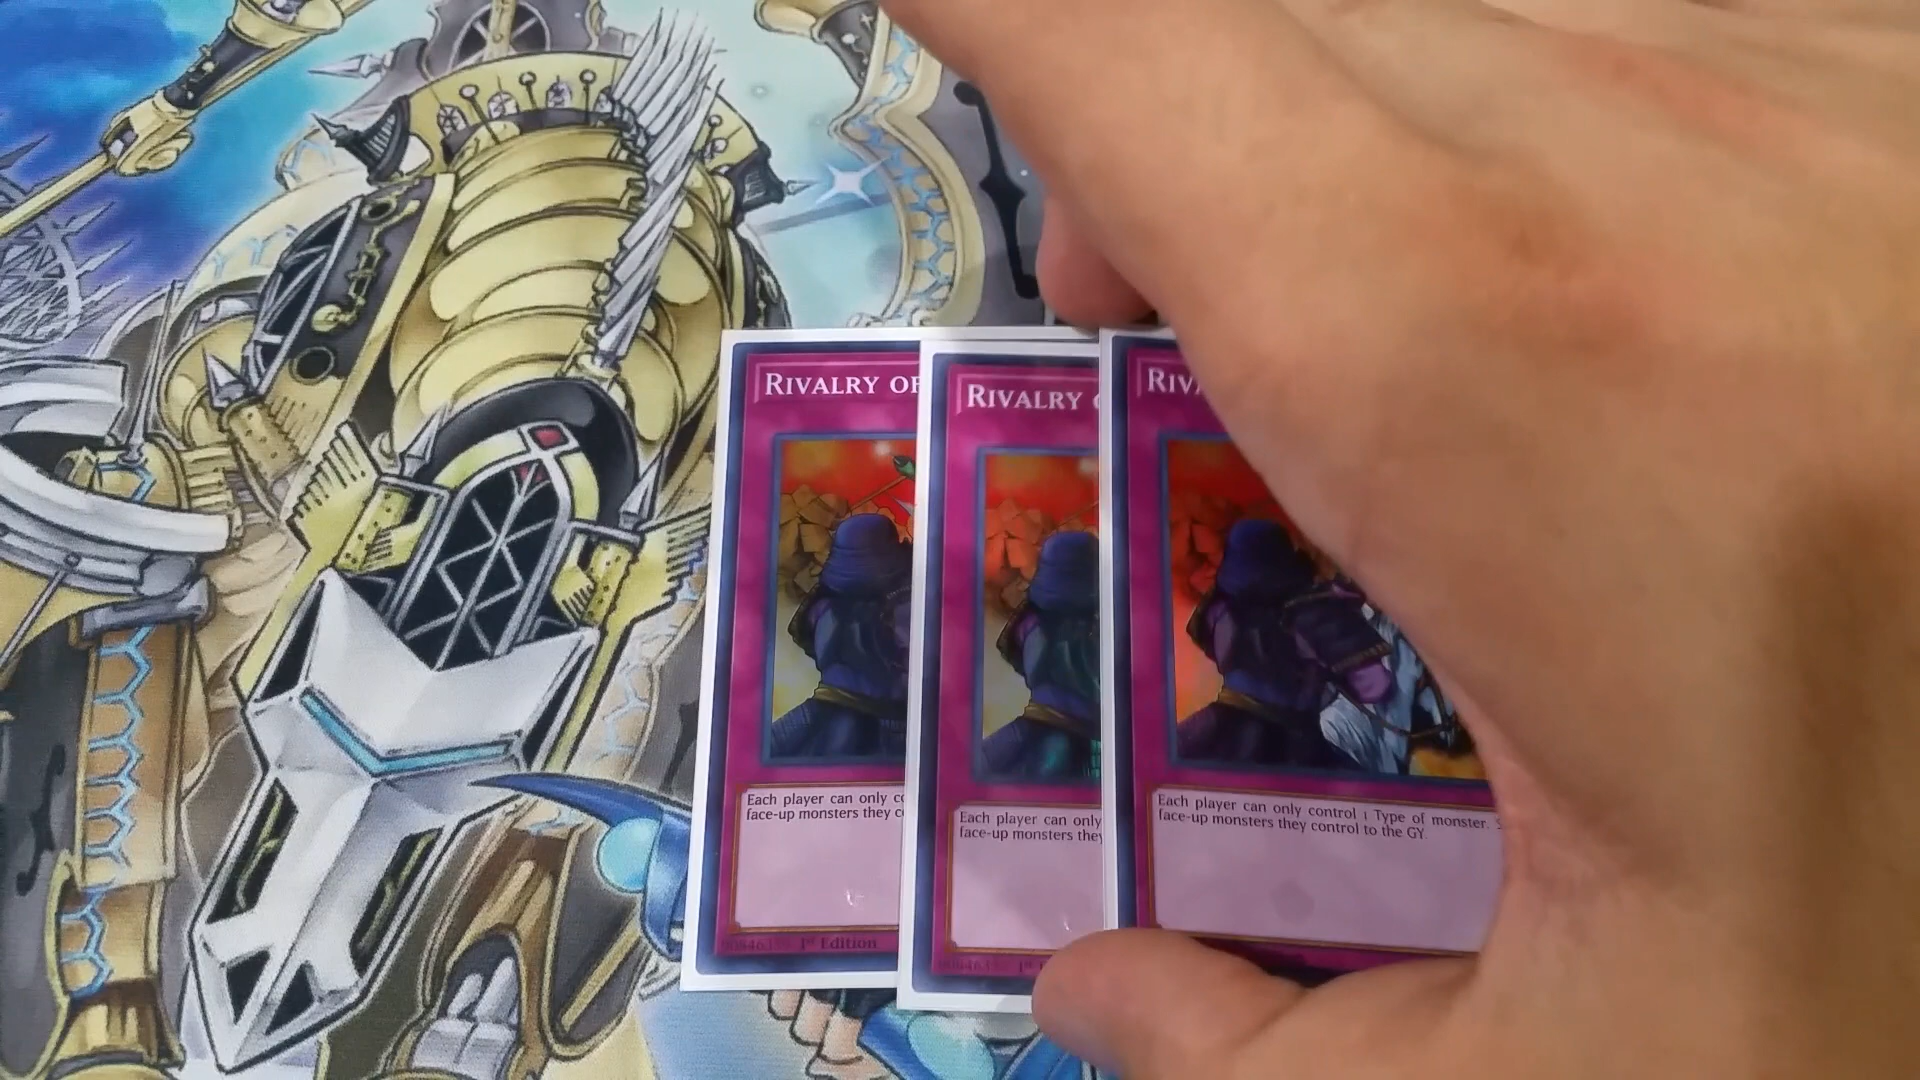 RIVALRY OF
RIVALRY
RIV
Each player can only
face-up monsters they
1st Edition
Each player can only
face-up monsters they
Each player can only control 1 Type of monster.
face-up monsters they control to the GY.